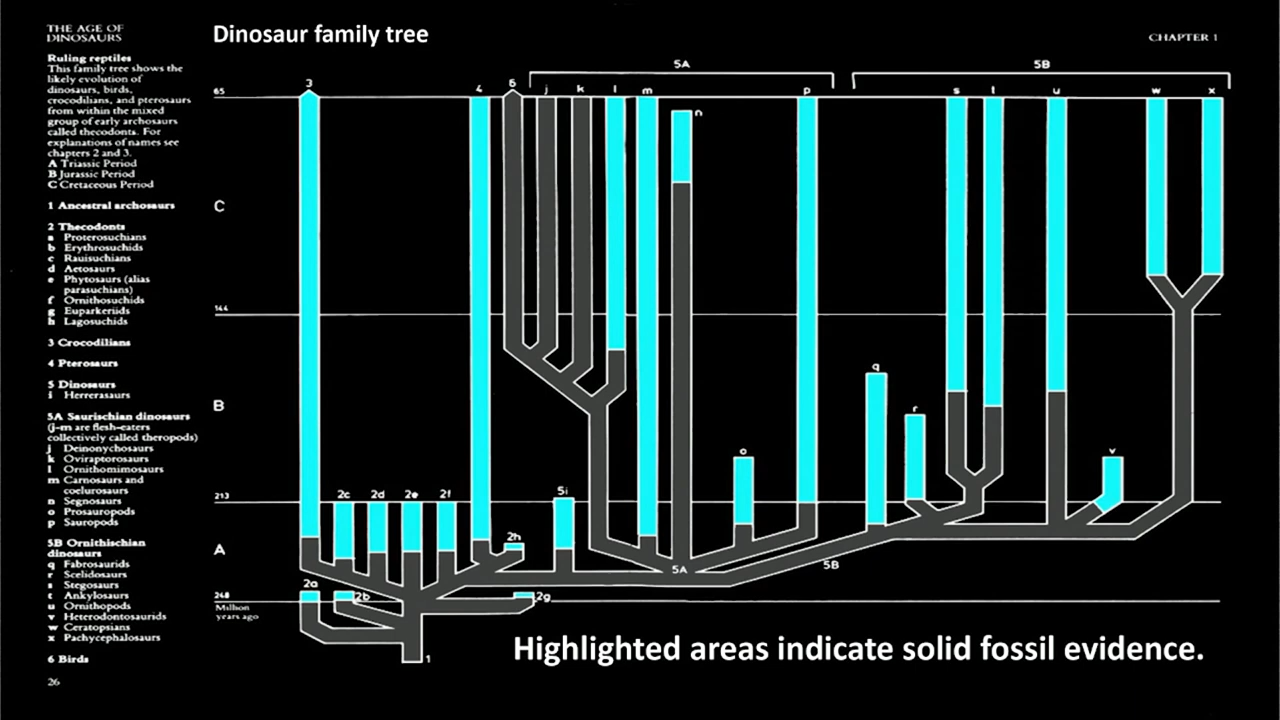 THE AGE OF
DINOSAURS
Dinosaur family tree
CHAPTER 1
Ruling reptiles
This family tree shows the
likely evolution of
dinosaurs, birds,
crocodilians, and pterosaurs
from within the mixed
group of early archosaurs
called thecodonts. For
explanations of names see
chapters 2 and 3.
A Triassic Period
B Jurassic Period
C Cretaceous Period
1 Ancestral archosaurs
2 Thecodonts
a Proterosuchians
b Erythrosuchids
c Rauisuchians
d Aetosaurs
e Phytosaurs (alias
parasuchians)
f Ornithosuchids
g Euparkeriids
h Lagosuchids
3 Crocodilians
4 Pterosaurs
5 Dinosaurs
i Herrerasaurs
5A Saurischian dinosaurs
(j-m are flesh-eaters
collectively called theropods)
j Deinonychosaurs
k Oviraptorosaurs
l Ornithomimosaurs
m Carnosaurs and
coelurosaurs
n Segnosaurs
o Prosauropods
p Sauropods
5B Ornithischian
dinosaurs
q Fabrosaurids
r Scelidosaurs
s Stegosaurs
t Ankylosaurs
u Ornithopods
v Heterodontosaurids
w Ceratopsians
x Pachycephalosaurs
6 Birds
26
5A
5B
3
4
6
j
k
l
m
n
p
s
t
u
w
x
65
C
144
B
q
r
o
v
213
2c
2d
2e
2f
5i
2h
A
5A
5B
2a
2b
2g
248
Million
years ago
1
Highlighted areas indicate solid fossil evidence.